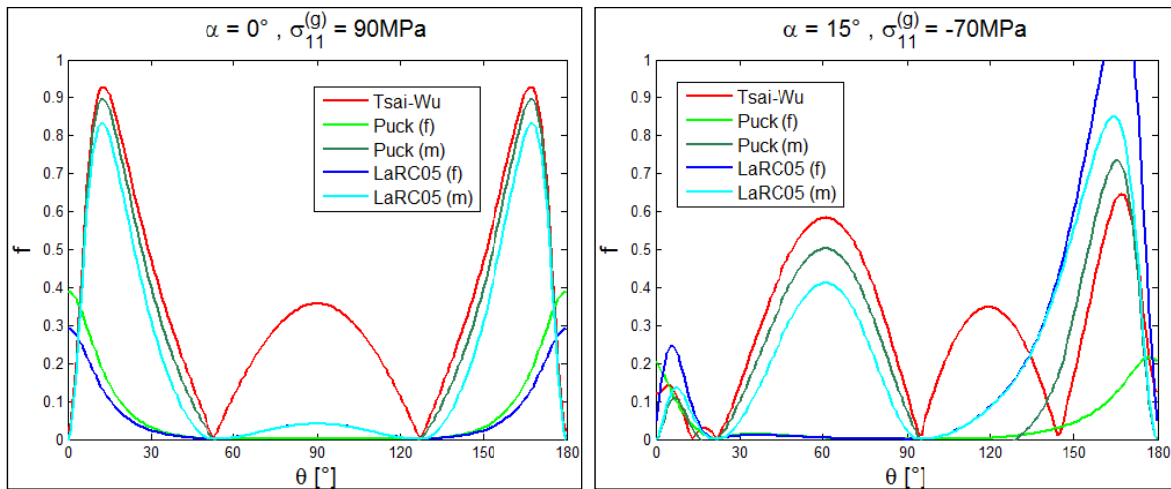 α = 0° , σ₁₁⁽ᵍ⁾ = 90MPa
f
1
0.9
0.8
0.7
0.6
0.5
0.4
0.3
0.2
0.1
0
Tsai-Wu
Puck (f)
Puck (m)
LaRC05 (f)
LaRC05 (m)
0 30 60 90 120 150 180
θ [°]
α = 15° , σ₁₁⁽ᵍ⁾ = -70MPa
f
1
0.9
0.8
0.7
0.6
0.5
0.4
0.3
0.2
0.1
0
Tsai-Wu
Puck (f)
Puck (m)
LaRC05 (f)
LaRC05 (m)
0 30 60 90 120 150 180
θ [°]